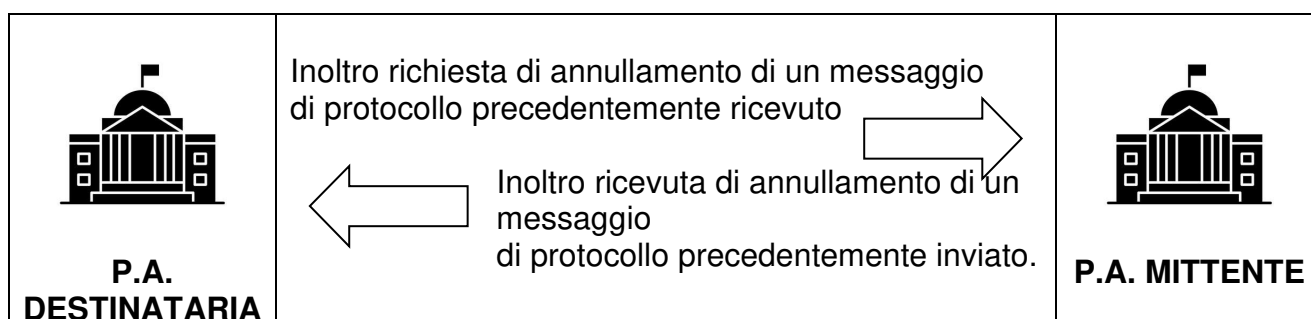 Inoltro richiesta di annullamento di un messaggio
di protocollo precedentemente ricevuto
Inoltro ricevuta di annullamento di un
messaggio
di protocollo precedentemente inviato.
P.A.
DESTINATARIA
P.A. MITTENTE